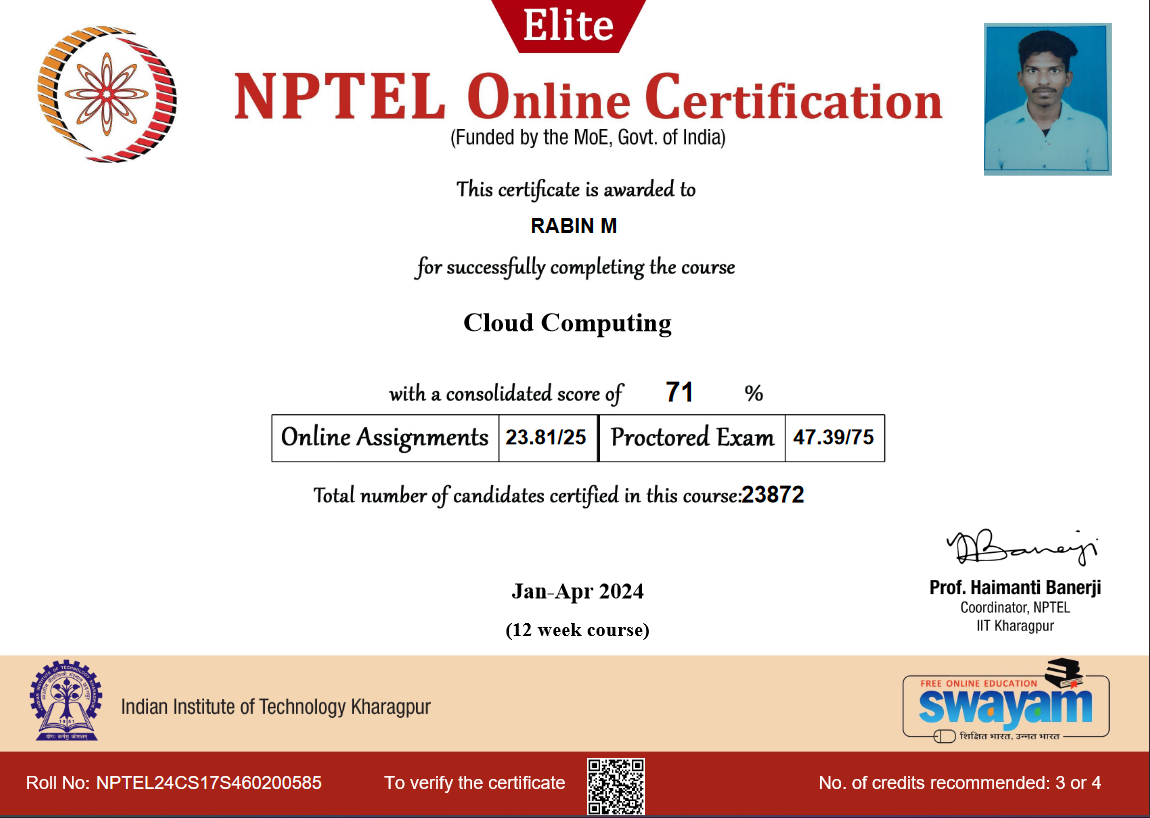 Elite
NPTEL Online Certification
(Funded by the MoE, Govt. of India)
This certificate is awarded to
RABIN M
for successfully completing the course
Cloud Computing
with a consolidated score of 71 %
Online Assignments 23.81/25 Proctored Exam 47.39/75
Total number of candidates certified in this course:23872
Jan-Apr 2024
(12 week course)
Prof. Haimanti Banerji
Coordinator, NPTEL
IIT Kharagpur
Indian Institute of Technology Kharagpur
FREE ONLINE EDUCATION
swayam
शिक्षित भारत, उन्नत भारत
Roll No: NPTEL24CS17S460200585 To verify the certificate No. of credits recommended: 3 or 4